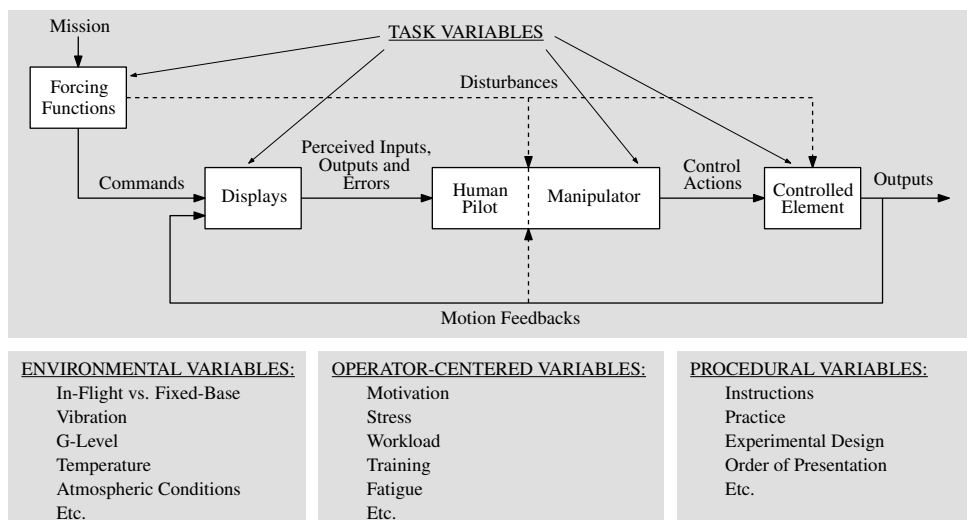 Mission
TASK VARIABLES
Forcing
Functions
Disturbances
Commands
Displays
Perceived Inputs,
Outputs and
Errors
Human
Pilot
Manipulator
Control
Actions
Controlled
Element
Outputs
Motion Feedbacks
ENVIRONMENTAL VARIABLES:
In-Flight vs. Fixed-Base
Vibration
G-Level
Temperature
Atmospheric Conditions
Etc.
OPERATOR-CENTERED VARIABLES:
Motivation
Stress
Workload
Training
Fatigue
Etc.
PROCEDURAL VARIABLES:
Instructions
Practice
Experimental Design
Order of Presentation
Etc.